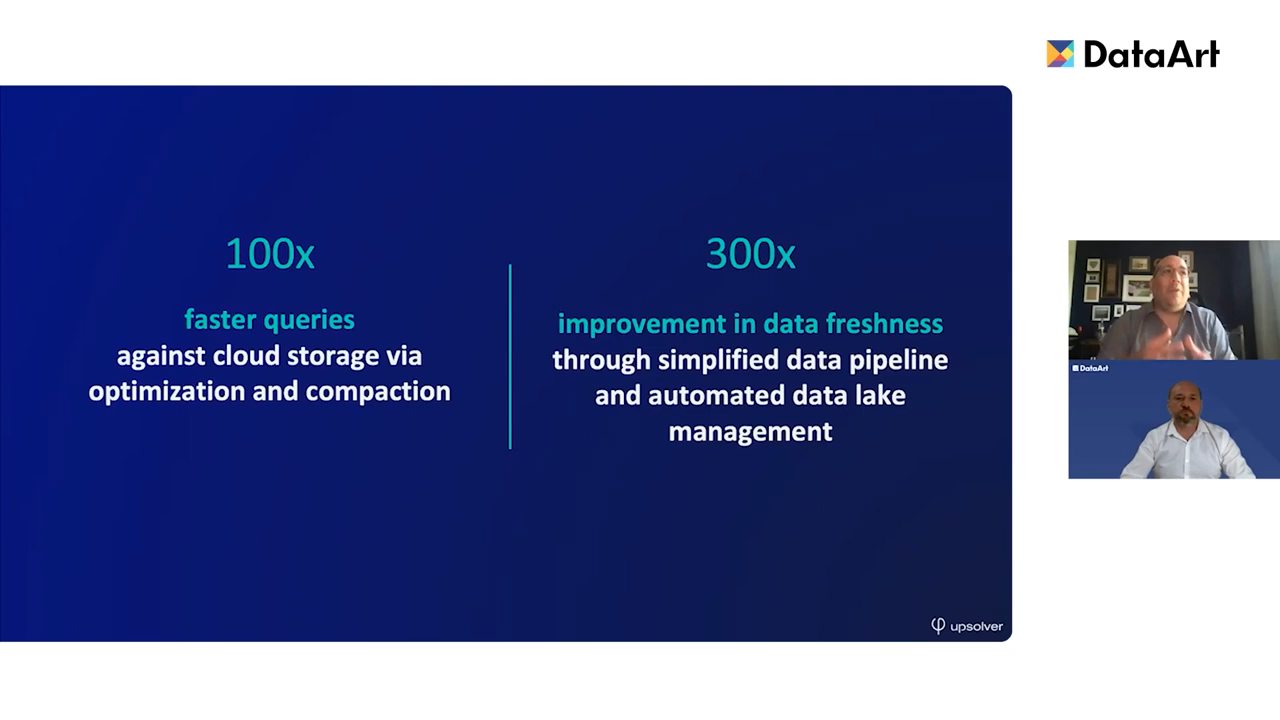 DataArt
100x
faster queries
against cloud storage via
optimization and compaction
300x
improvement in data freshness
through simplified data pipeline
and automated data lake
management
DataArt
upsolver